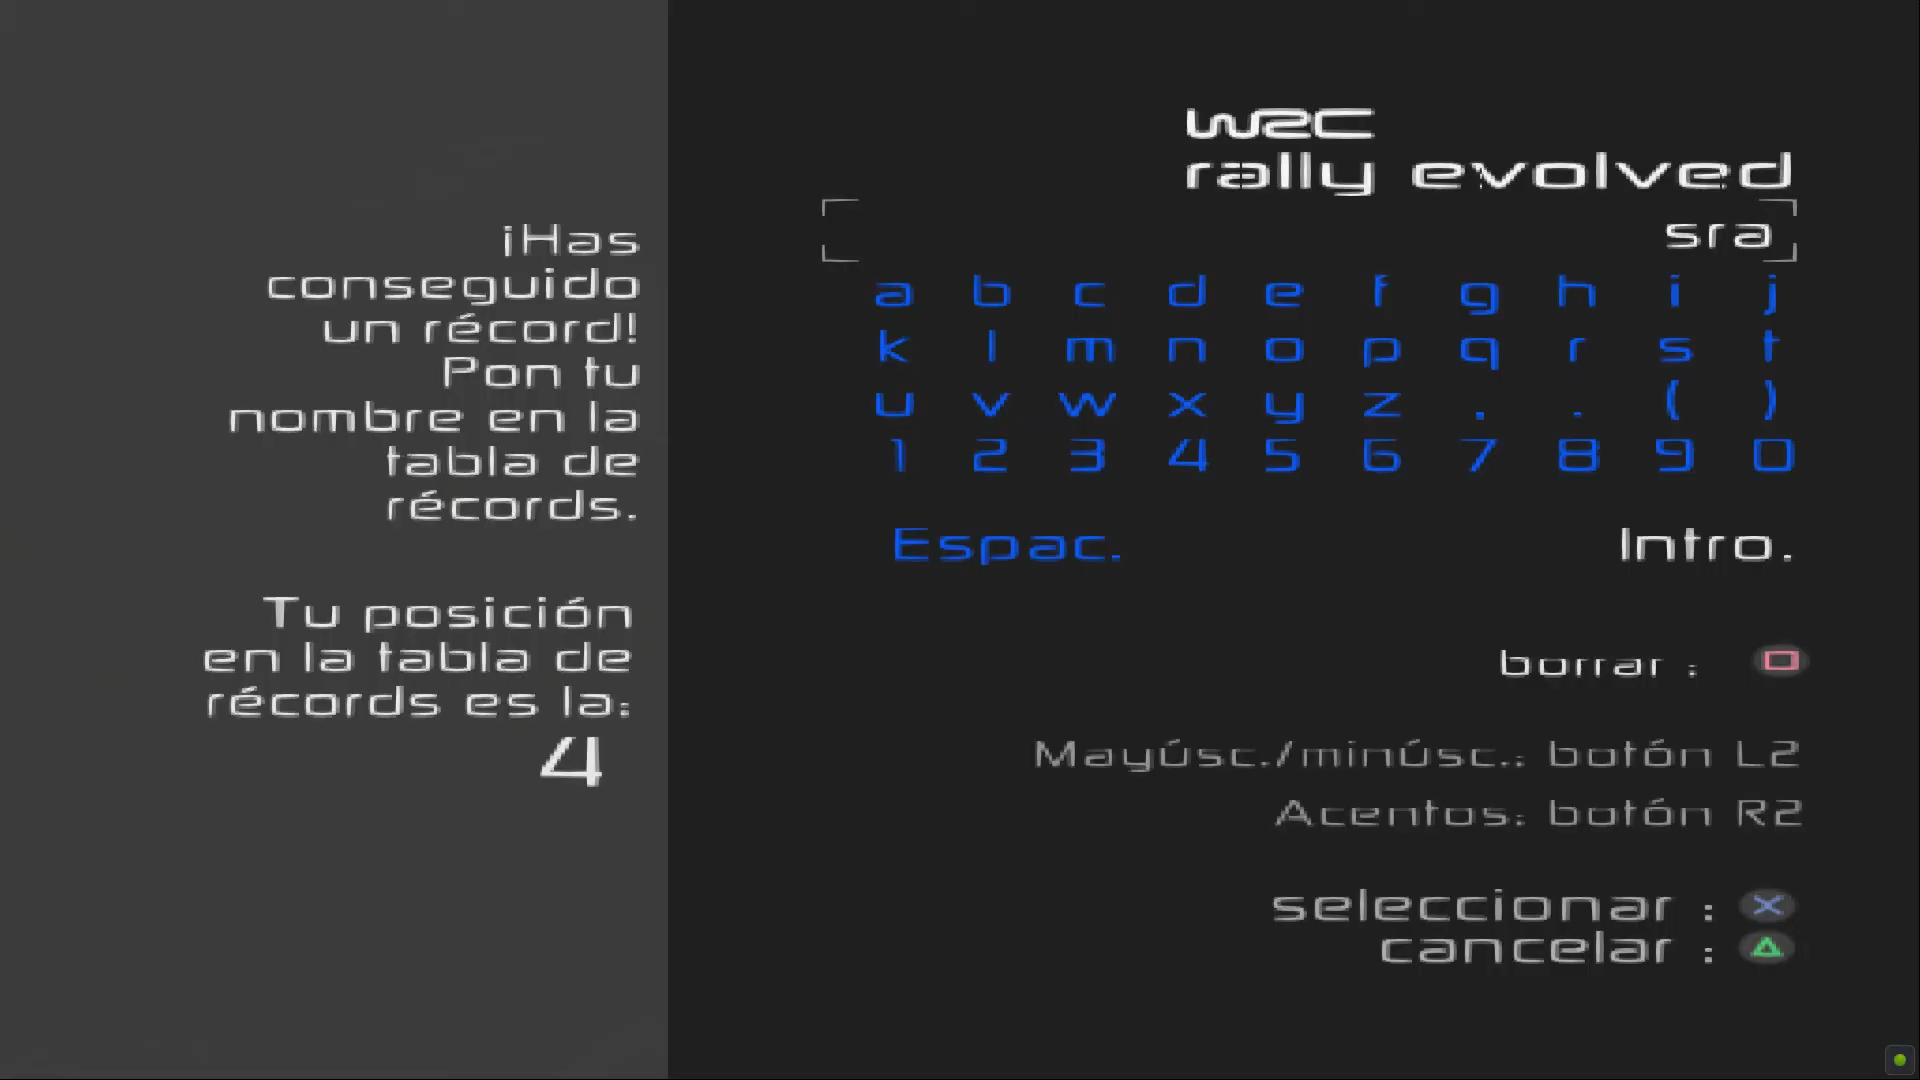 ¡Has
conseguido
un récord!
Pon tu
nombre en la
tabla de
récords.
Tu posición
en la tabla de
récords es la:
4
WRC
rally evolved
sra
a b c d e f g h i j
k l m n o p q r s t
u v w x y z . . ( )
1 2 3 4 5 6 7 8 9 0
Espac. Intro.
borrar :
Mayúsc./minúsc.: botón L2
Acentos: botón R2
seleccionar :
cancelar :